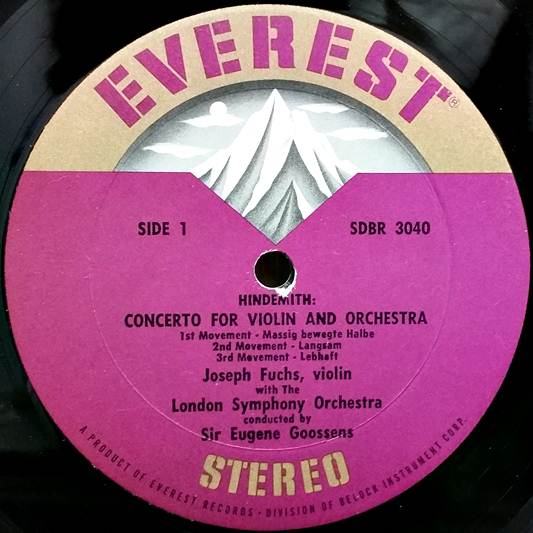 EVEREST®
SIDE 1
SDBR 3040
HINDEMITH:
CONCERTO FOR VIOLIN AND ORCHESTRA
1st Movement - Massig bewegte Halbe
2nd Movement - Langsam
3rd Movement - Lebhaft
Joseph Fuchs, violin
with The
London Symphony Orchestra
conducted by
Sir Eugene Goossens
STEREO
A PRODUCT OF EVEREST RECORDS - DIVISION OF BELOCK INSTRUMENT CORP.